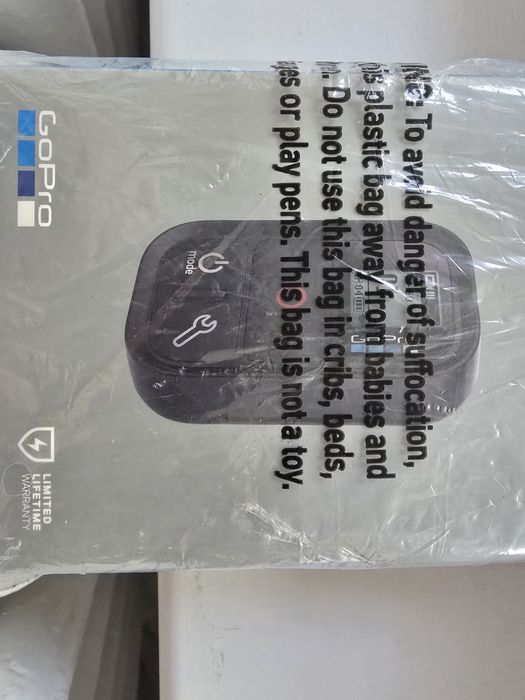 To avoid danger of suffocation,
plastic bag away from babies and
Do not use this bag in cribs, beds,
or play pens. This bag is not a toy.
GoPro
mode
GoPro
LIMITED
LIFETIME
WARRANTY